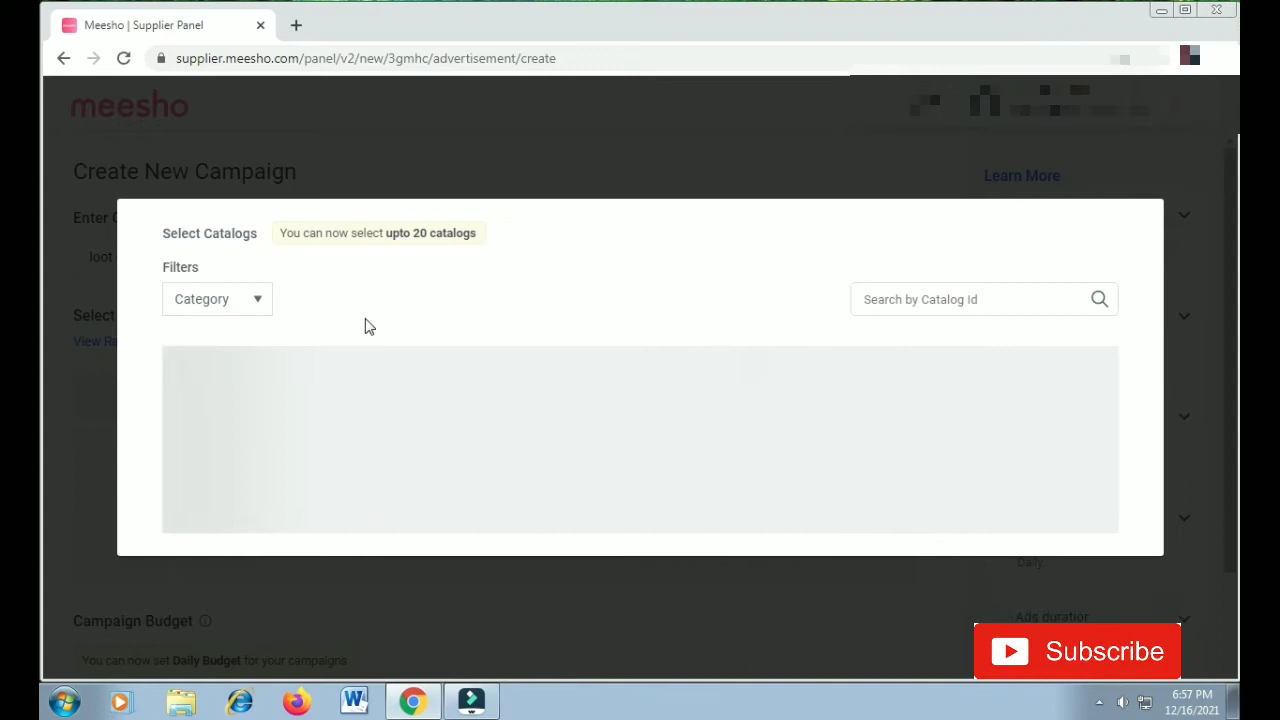 Meesho | Supplier Panel
supplier.meesho.com/panel/v2/new/3gmhc/advertisement/create
meesho
Create New Campaign
Learn More
Enter
loot
Select
View Ra
Select Catalogs
You can now select upto 20 catalogs
Filters
Category
Search by Catalog Id
Daily.
Campaign Budget
Ads duration
You can now set Daily Budget for your campaigns
Subscribe
6:57 PM
12/16/2021